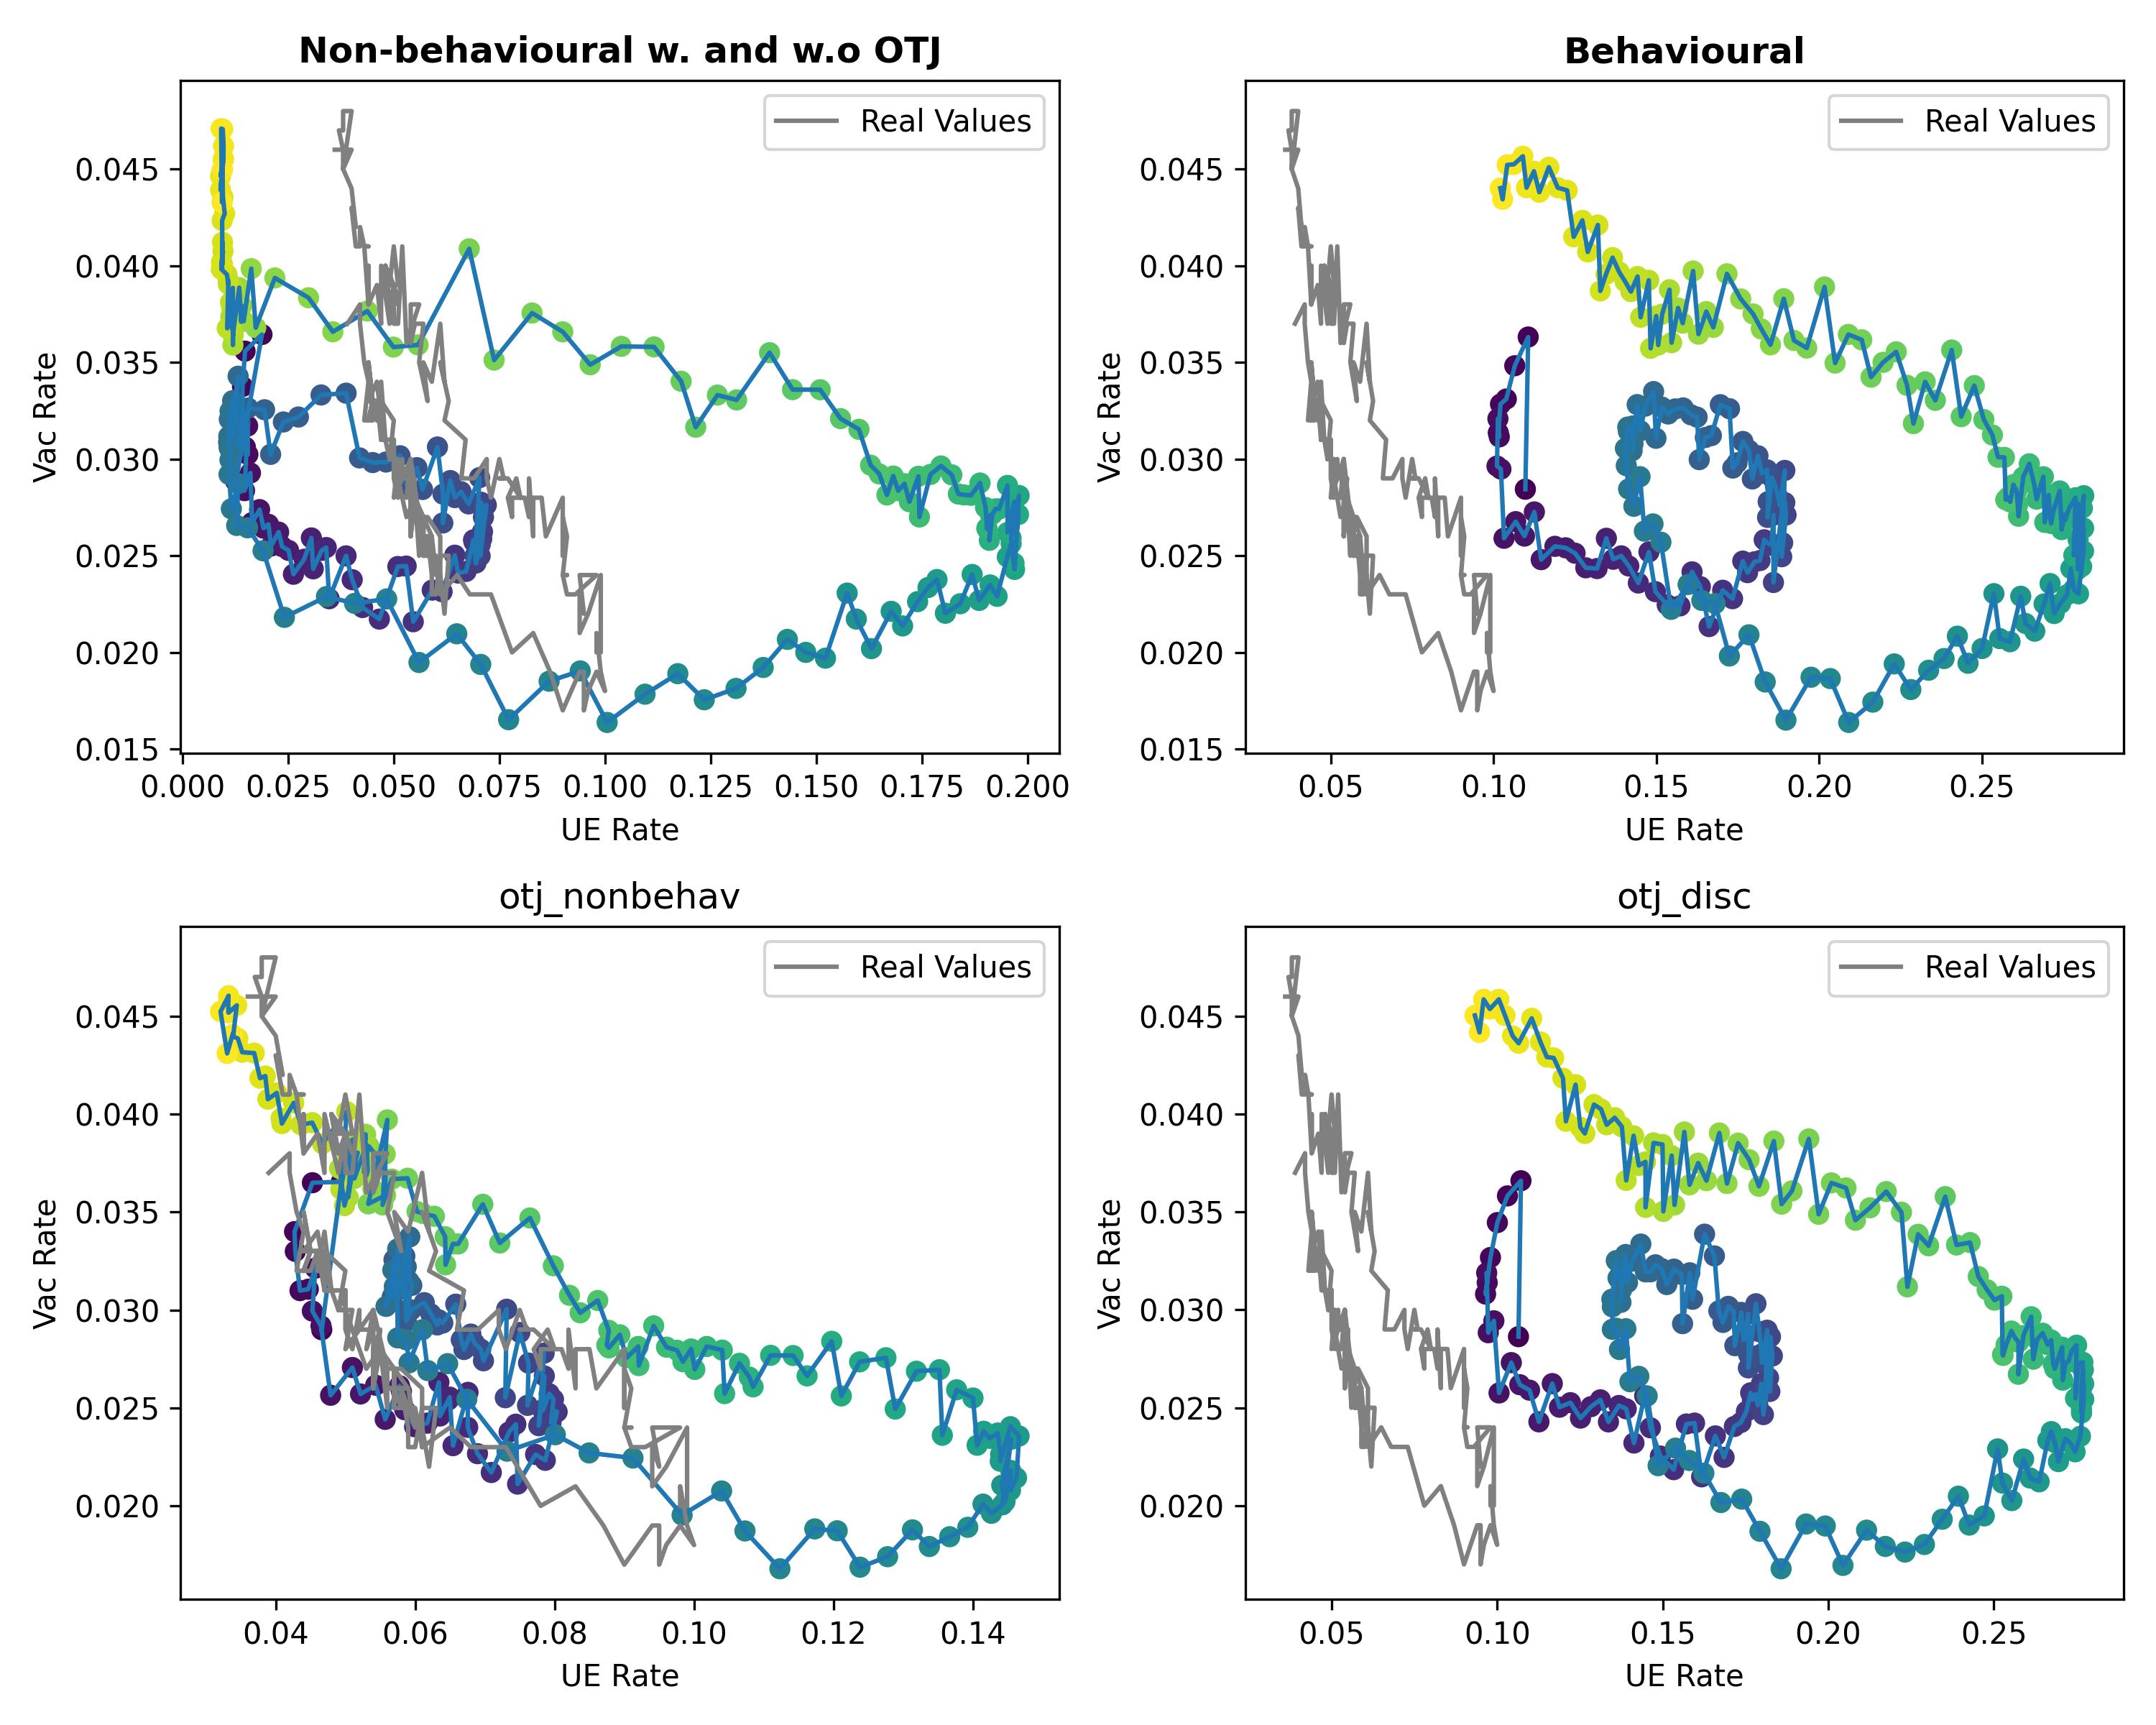 Non-behavioural w. and w.o OTJ
Real Values
0.045
0.040
0.035
0.030
0.025
0.020
0.015
Vac Rate
0.000 0.025 0.050 0.075 0.100 0.125 0.150 0.175 0.200
UE Rate
Behavioural
Real Values
0.045
0.040
0.035
0.030
0.025
0.020
0.015
Vac Rate
0.05 0.10 0.15 0.20 0.25
UE Rate
otj_nonbehav
Real Values
0.045
0.040
0.035
0.030
0.025
0.020
Vac Rate
0.04 0.06 0.08 0.10 0.12 0.14
UE Rate
otj_disc
Real Values
0.045
0.040
0.035
0.030
0.025
0.020
Vac Rate
0.05 0.10 0.15 0.20 0.25
UE Rate